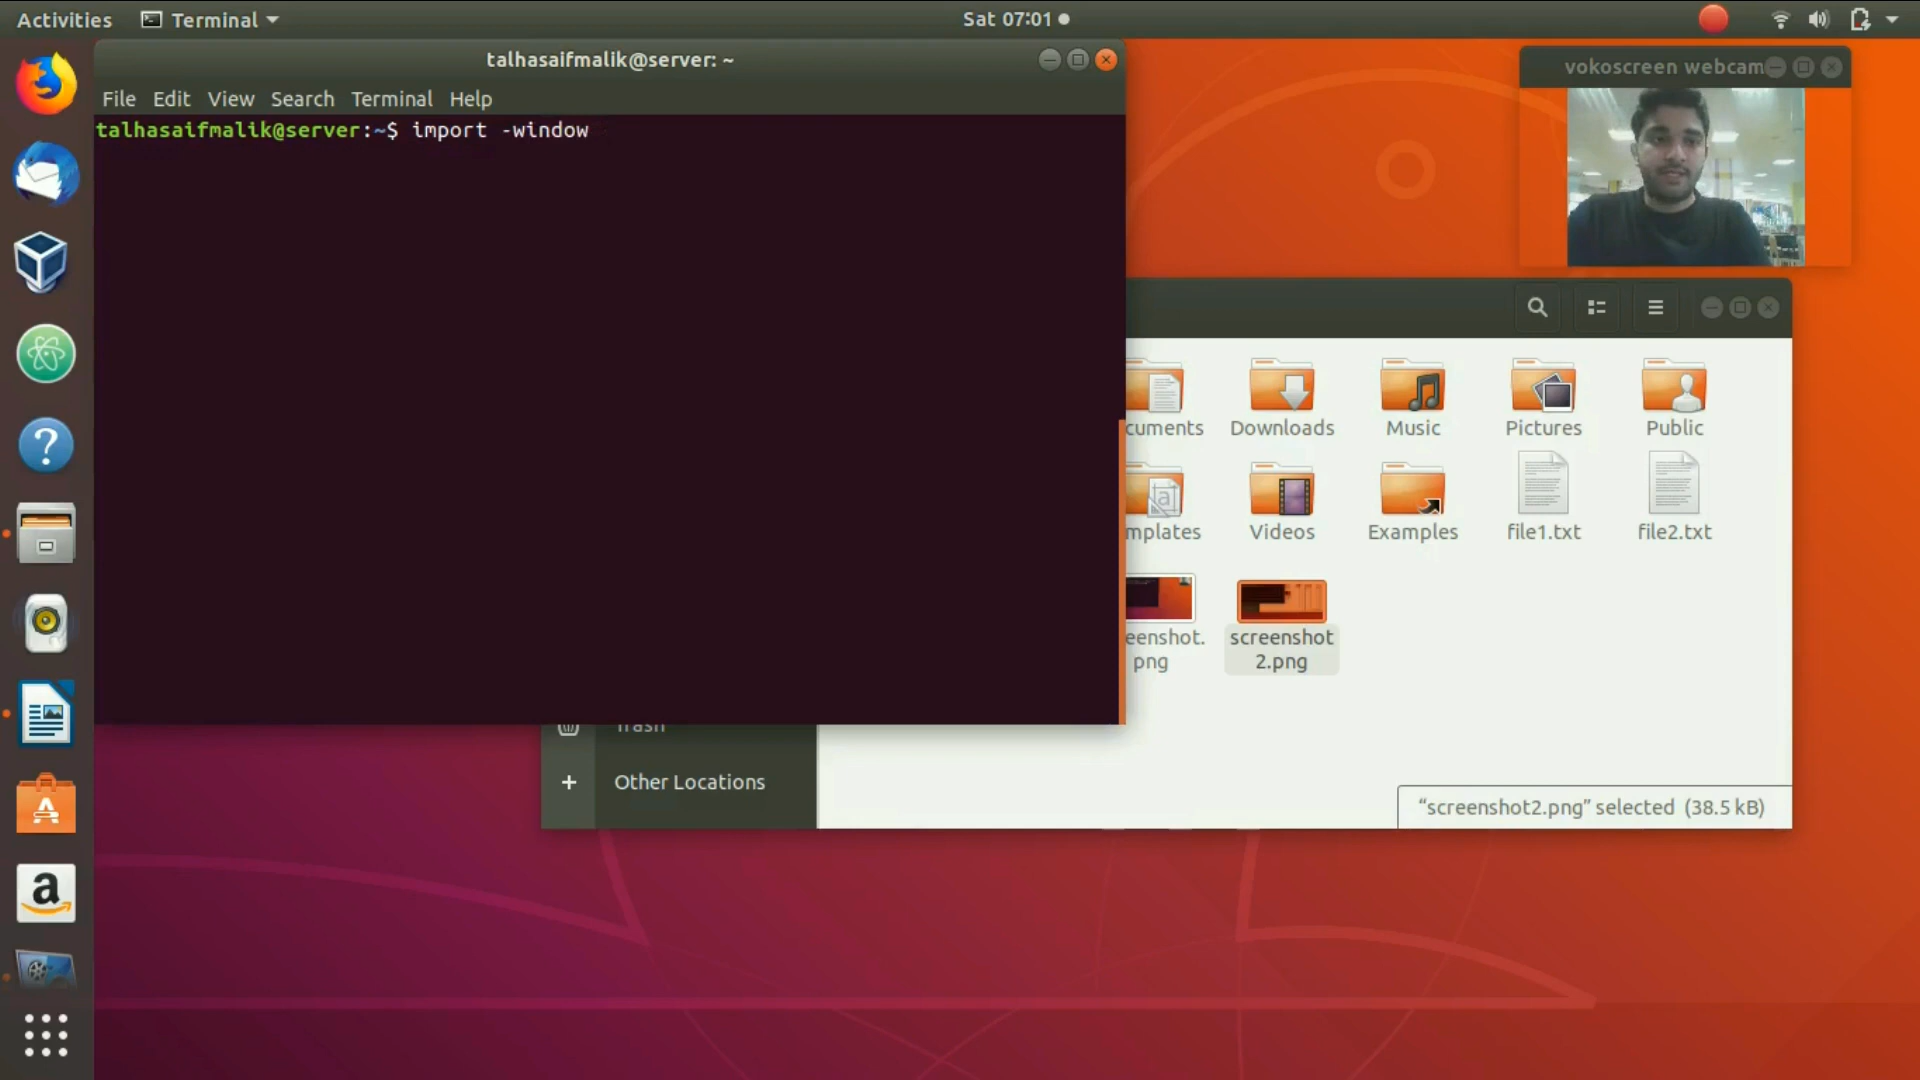 Activities
Terminal
Sat 07:01
talhasaifmalik@server: ~
vokoscreen webcam
File Edit View Search Terminal Help
talhasaifmalik@server:~$ import -window
cuments
Downloads
Music
Pictures
Public
mplates
Videos
Examples
file1.txt
file2.txt
eenshot.
png
screenshot
2.png
Trash
Other Locations
“screenshot2.png” selected (38.5 kB)